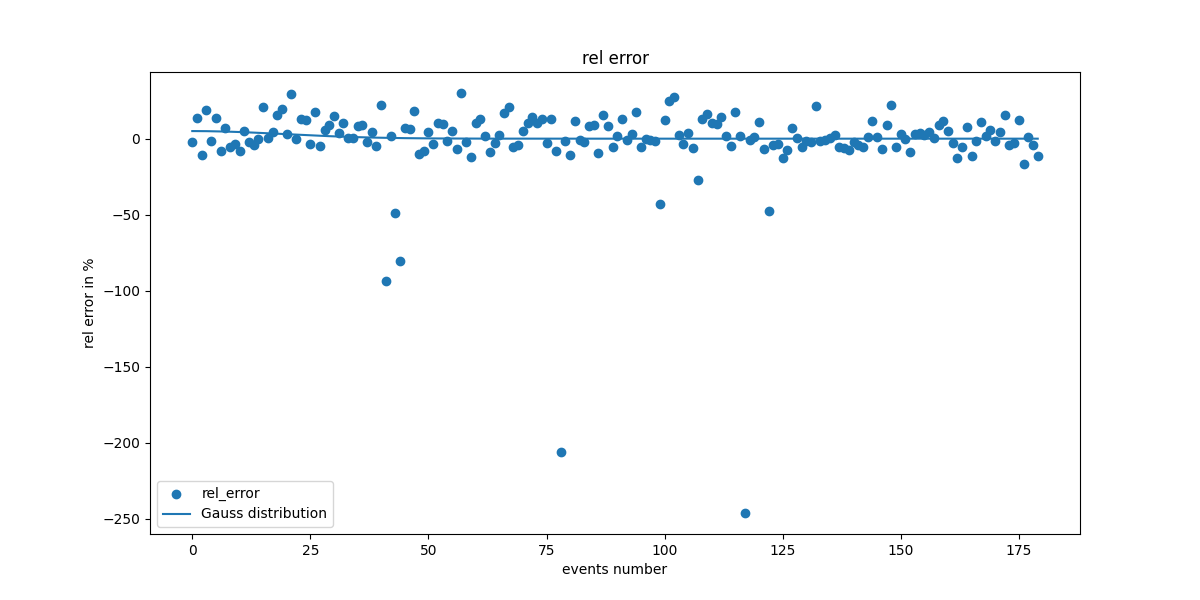 rel error
0
−50
−100
−150
−200
−250
rel error in %
rel_error
Gauss distribution
0 25 50 75 100 125 150 175
events number